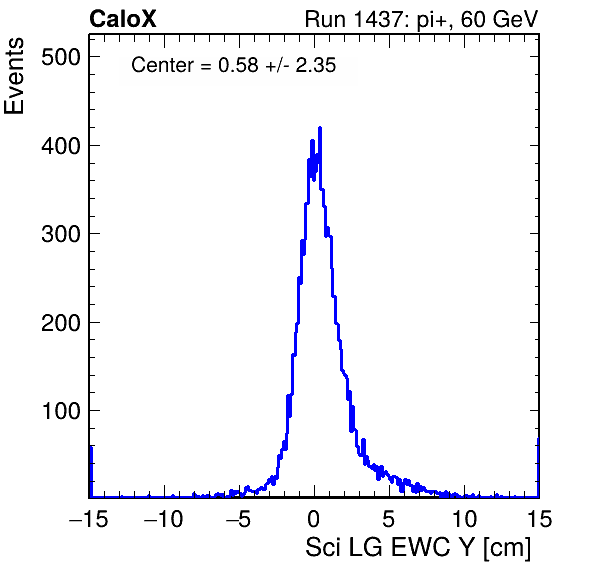 CaloX Run 1437: pi+, 60 GeV
Events
Center = 0.58 +/- 2.35
500
400
300
200
100
−15 −10 −5 0 5 10 15
Sci LG EWC Y [cm]